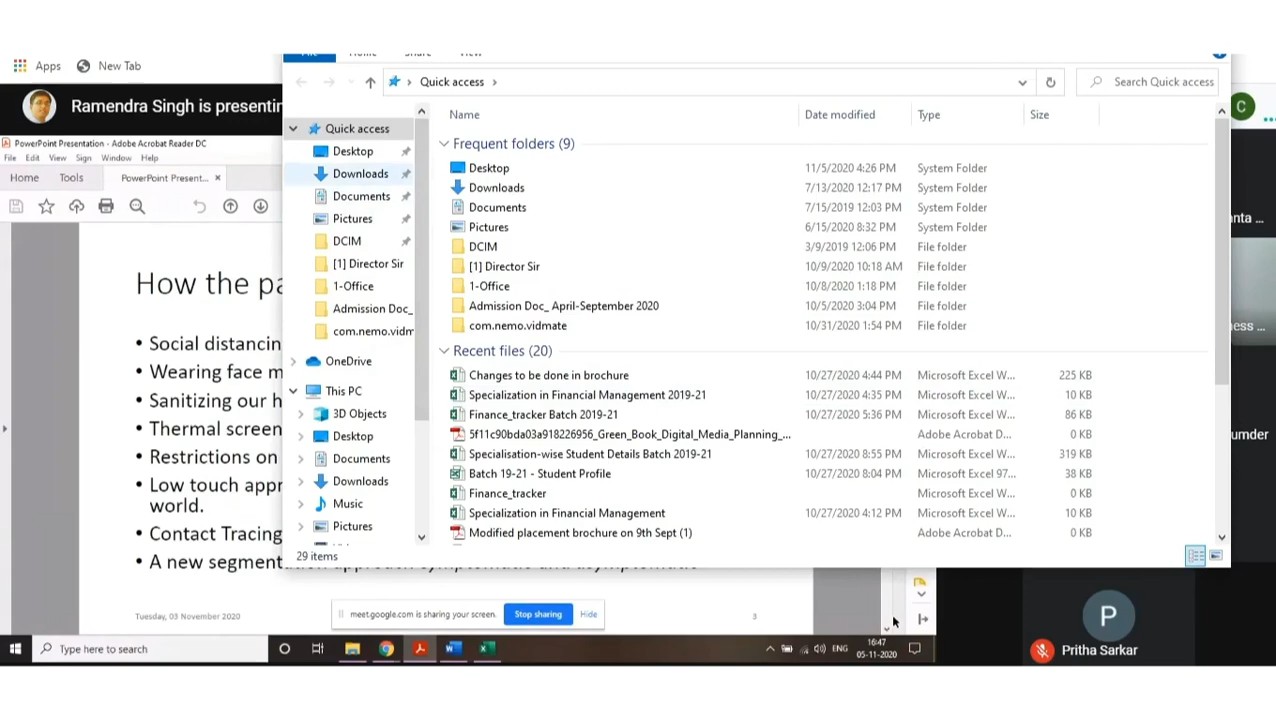 Apps
New Tab
Ramendra Singh is presentin
PowerPoint Presentation - Adobe Acrobat Reader DC
File Edit View Sign Window Help
Home Tools PowerPoint Present... ×
How the pa
• Social distancin
• Wearing face m
• Sanitizing our h
• Thermal screen
• Restrictions on
• Low touch appr
world.
• Contact Tracing
• A new segmentation approach symptomatic and asymptomatic
Tuesday, 03 November 2020
3
meet.google.com is sharing your screen. Stop sharing Hide
Type here to search
ENG
16:47
05-11-2020
Quick access
Search Quick access
Quick access
Desktop
Downloads
Documents
Pictures
DCIM
[1] Director Sir
1-Office
Admission Doc_
com.nemo.vidm
OneDrive
This PC
3D Objects
Desktop
Documents
Downloads
Music
Pictures
29 items
Name Date modified Type Size
Frequent folders (9)
Desktop 11/5/2020 4:26 PM System Folder
Downloads 7/13/2020 12:17 PM System Folder
Documents 7/15/2019 12:03 PM System Folder
Pictures 6/15/2020 8:32 PM System Folder
DCIM 3/9/2019 12:06 PM File folder
[1] Director Sir 10/9/2020 10:18 AM File folder
1-Office 10/8/2020 1:18 PM File folder
Admission Doc_ April-September 2020 10/5/2020 3:04 PM File folder
com.nemo.vidmate 10/31/2020 1:54 PM File folder
Recent files (20)
Changes to be done in brochure 10/27/2020 4:44 PM Microsoft Excel W... 225 KB
Specialization in Financial Management 2019-21 10/27/2020 4:35 PM Microsoft Excel W... 10 KB
Finance_tracker Batch 2019-21 10/27/2020 5:36 PM Microsoft Excel W... 86 KB
5f11c90bda03a918226956_Green_Book_Digital_Media_Planning_... Adobe Acrobat D... 0 KB
Specialisation-wise Student Details Batch 2019-21 10/27/2020 8:55 PM Microsoft Excel W... 319 KB
Batch 19-21 - Student Profile 10/27/2020 8:04 PM Microsoft Excel 97... 38 KB
Finance_tracker Microsoft Excel W... 0 KB
Specialization in Financial Management 10/27/2020 4:12 PM Microsoft Excel W... 10 KB
Modified placement brochure on 9th Sept (1) Adobe Acrobat D... 0 KB
C
nta ...
ess ...
umder
P
Pritha Sarkar